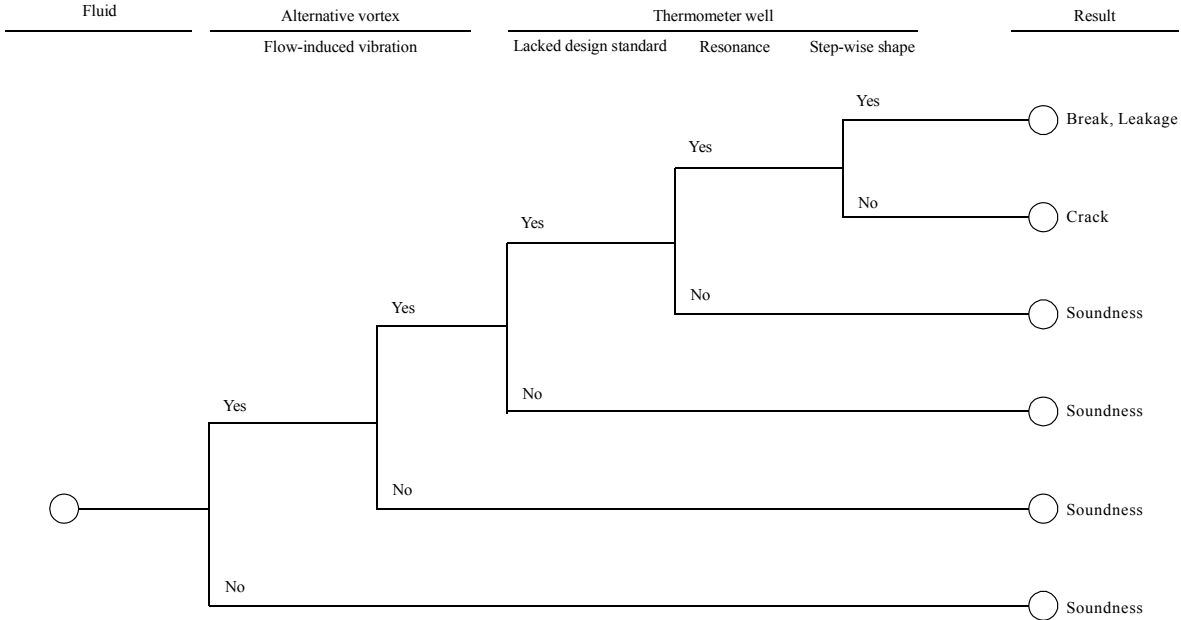 Fluid
Alternative vortex
Thermometer well
Result
Flow-induced vibration
Lacked design standard
Resonance
Step-wise shape
Yes
Break, Leakage
Yes
No
Crack
Yes
No
Soundness
Yes
No
Soundness
Yes
No
Soundness
No
Soundness